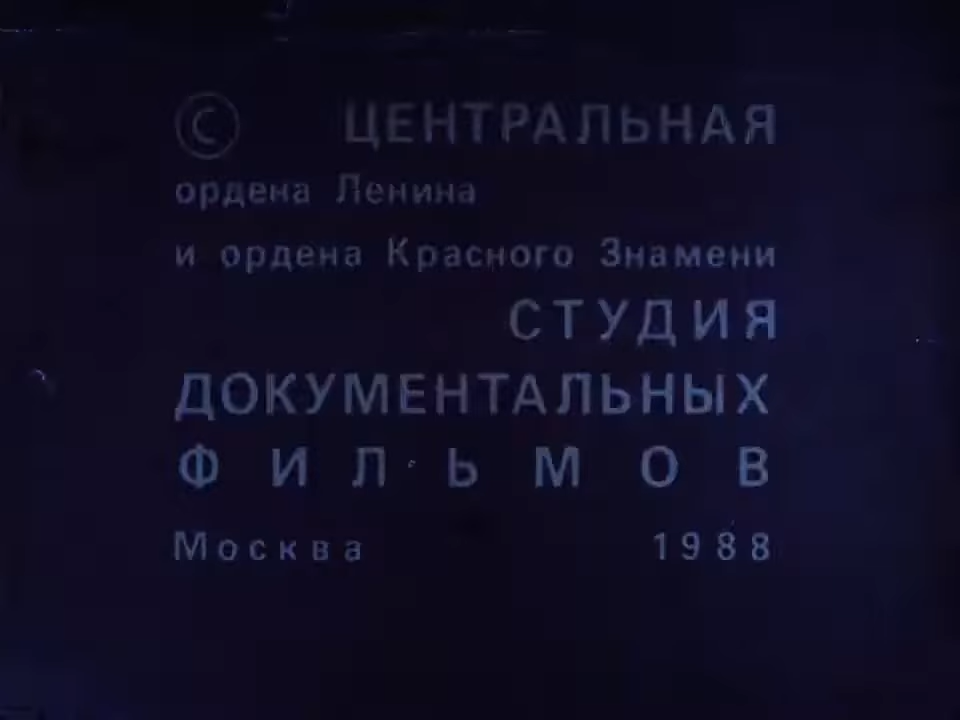 © ЦЕНТРАЛЬНАЯ
ордена Ленина
и ордена Красного Знамени
СТУДИЯ
ДОКУМЕНТАЛЬНЫХ
ФИЛЬМОВ
Москва 1988